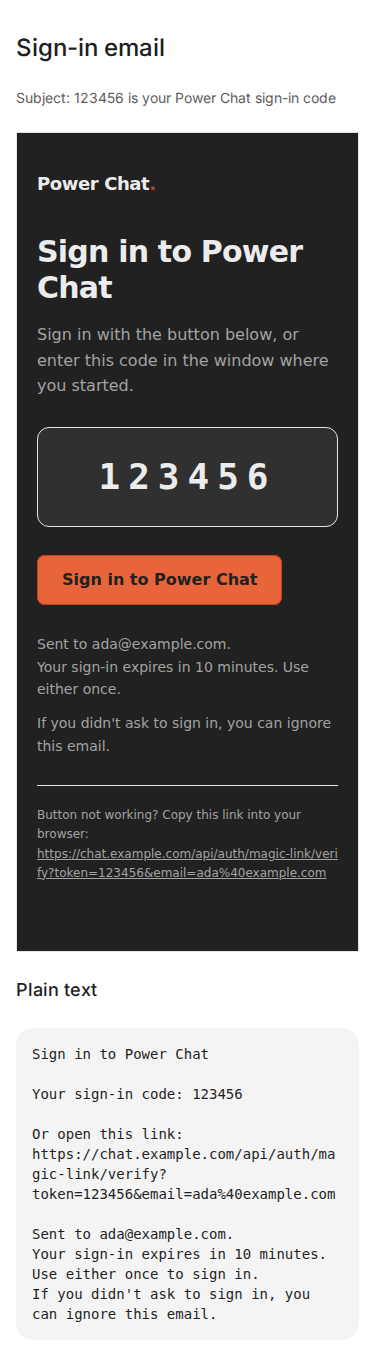 Sign-in email
Subject: 123456 is your Power Chat sign-in code
Power Chat.
Sign in to Power
Chat
Sign in with the button below, or
enter this code in the window where
you started.
123456
Sign in to Power Chat
Sent to ada@example.com.
Your sign-in expires in 10 minutes. Use
either once.
If you didn't ask to sign in, you can ignore
this email.
Button not working? Copy this link into your
browser:
https://chat.example.com/api/auth/magic-link/veri
fy?token=123456&email=ada%40example.com
Plain text
Sign in to Power Chat
Your sign-in code: 123456
Or open this link:
https://chat.example.com/api/auth/ma
gic-link/verify?
token=123456&email=ada%40example.com
Sent to ada@example.com.
Your sign-in expires in 10 minutes.
Use either once to sign in.
If you didn't ask to sign in, you
can ignore this email.